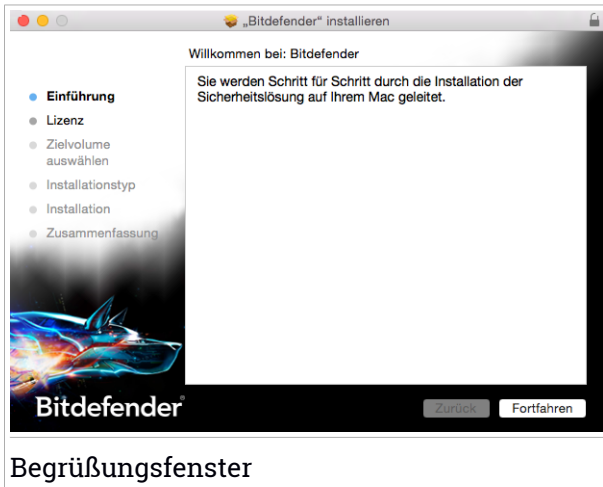 „Bitdefender“ installieren
Willkommen bei: Bitdefender
Einführung
Lizenz
Zielvolume
auswählen
Installationstyp
Installation
Zusammenfassung
Sie werden Schritt für Schritt durch die Installation der
Sicherheitslösung auf Ihrem Mac geleitet.
Bitdefender®
Zurück
Fortfahren
Begrüßungsfenster